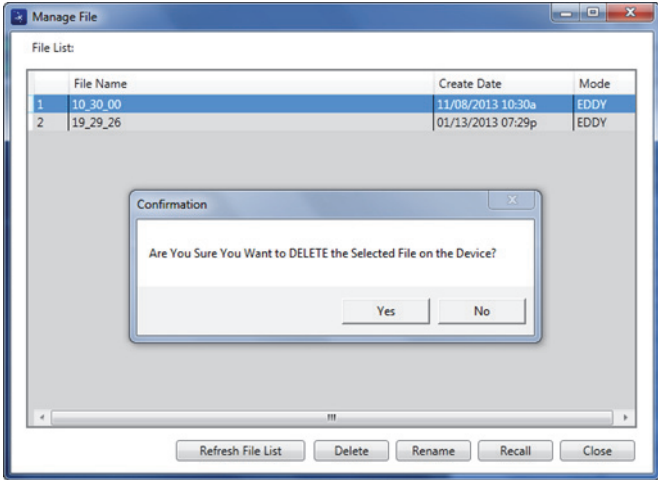 Manage File
File List:
File Name Create Date Mode
1 10_30_00 11/08/2013 10:30a EDDY
2 19_29_26 01/13/2013 07:29p EDDY
Confirmation
Are You Sure You Want to DELETE the Selected File on the Device?
Yes No
Refresh File List Delete Rename Recall Close